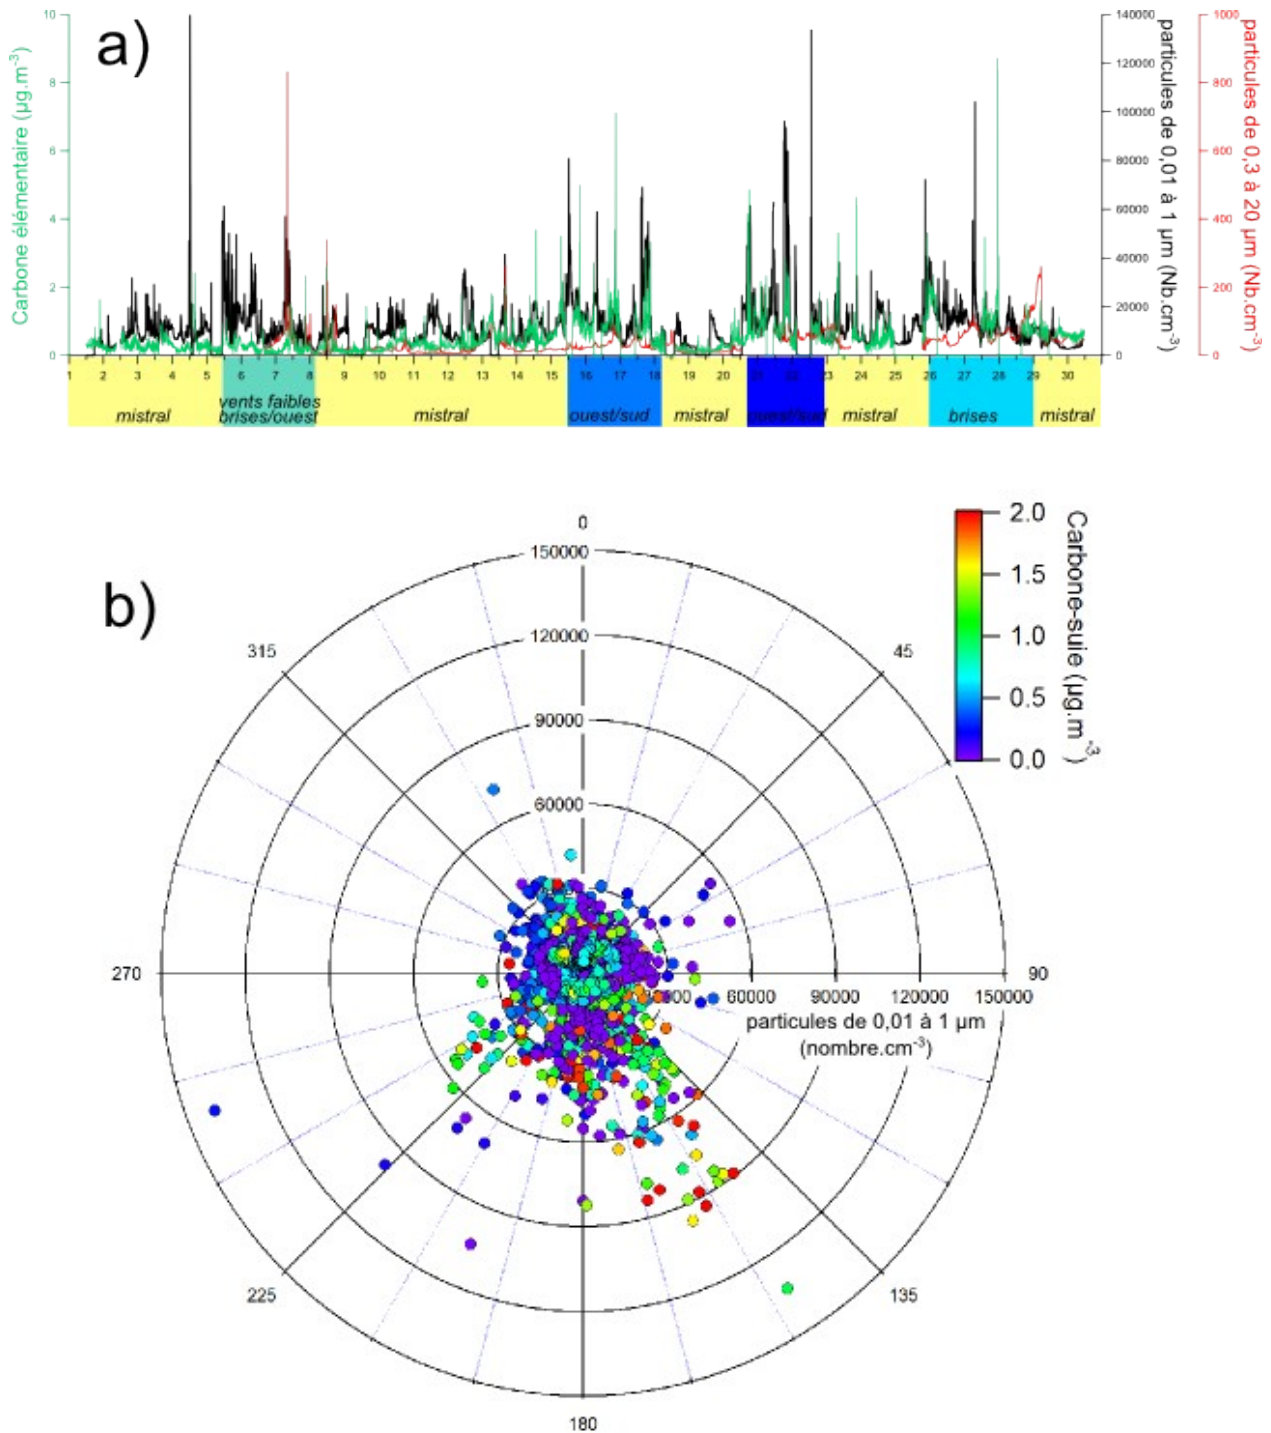 a)
Carbone élémentaire (µg.m-3)
10
8
6
4
2
0
140000
120000
100000
80000
60000
40000
20000
0
particules de 0,01 à 1 µm (Nb.cm-3)
1000
800
600
400
200
0
particules de 0,3 à 20 µm (Nb.cm-3)
1 2 3 4 5 6 7 8 9 10 11 12 13 14 15 16 17 18 19 20 21 22 23 24 25 26 27 28 29 30
mistral
vents faibles
brises/ouest
mistral
ouest/sud
mistral
ouest/sud
mistral
brises
mistral
b)
0
45
90
135
180
225
270
315
150000
120000
90000
60000
60000 90000 120000 150000
particules de 0,01 à 1 µm
(nombre.cm-3)
2.0
1.5
1.0
0.5
0.0
Carbone-suie (µg.m-3)